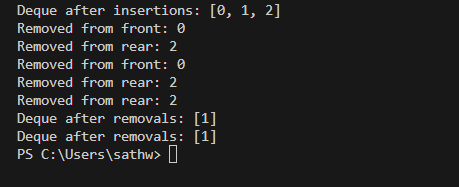 Deque after insertions: [0, 1, 2]
Removed from front: 0
Removed from rear: 2
Removed from front: 0
Removed from rear: 2
Removed from rear: 2
Deque after removals: [1]
Deque after removals: [1]
PS C:\Users\sathw>